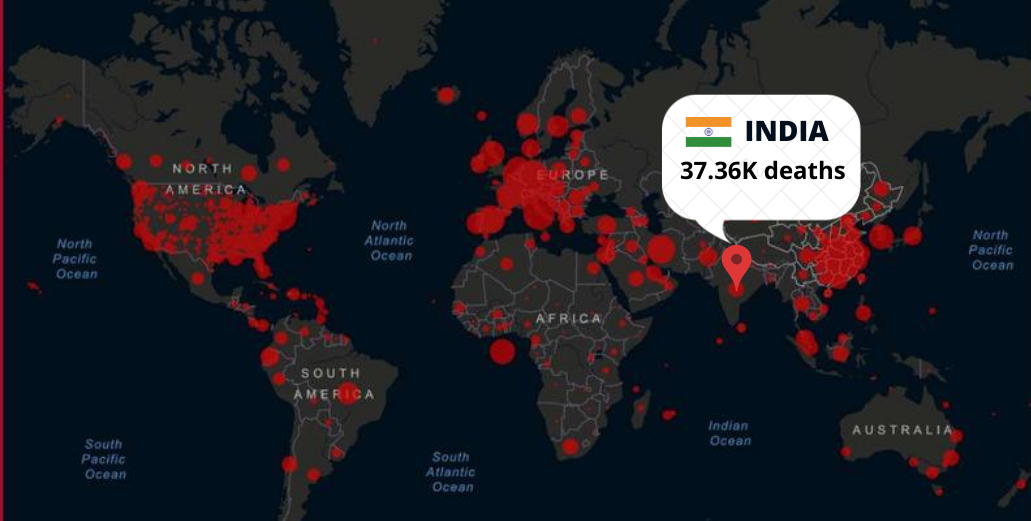 INDIA
37.36K deaths
NORTH
AMERICA
EUROPE
North
Pacific
Ocean
North
Atlantic
Ocean
North
Pacific
Ocean
AFRICA
SOUTH
AMERICA
AUSTRALIA
South
Pacific
Ocean
South
Atlantic
Ocean
Indian
Ocean